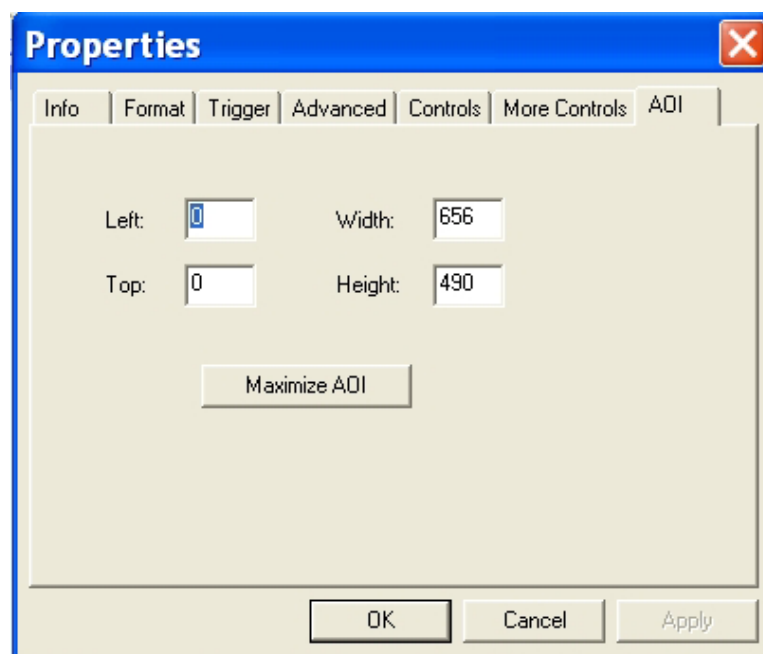 Properties
Info Format Trigger Advanced Controls More Controls AOI
Left: 0 Width: 656
Top: 0 Height: 490
Maximize AOI
OK Cancel Apply